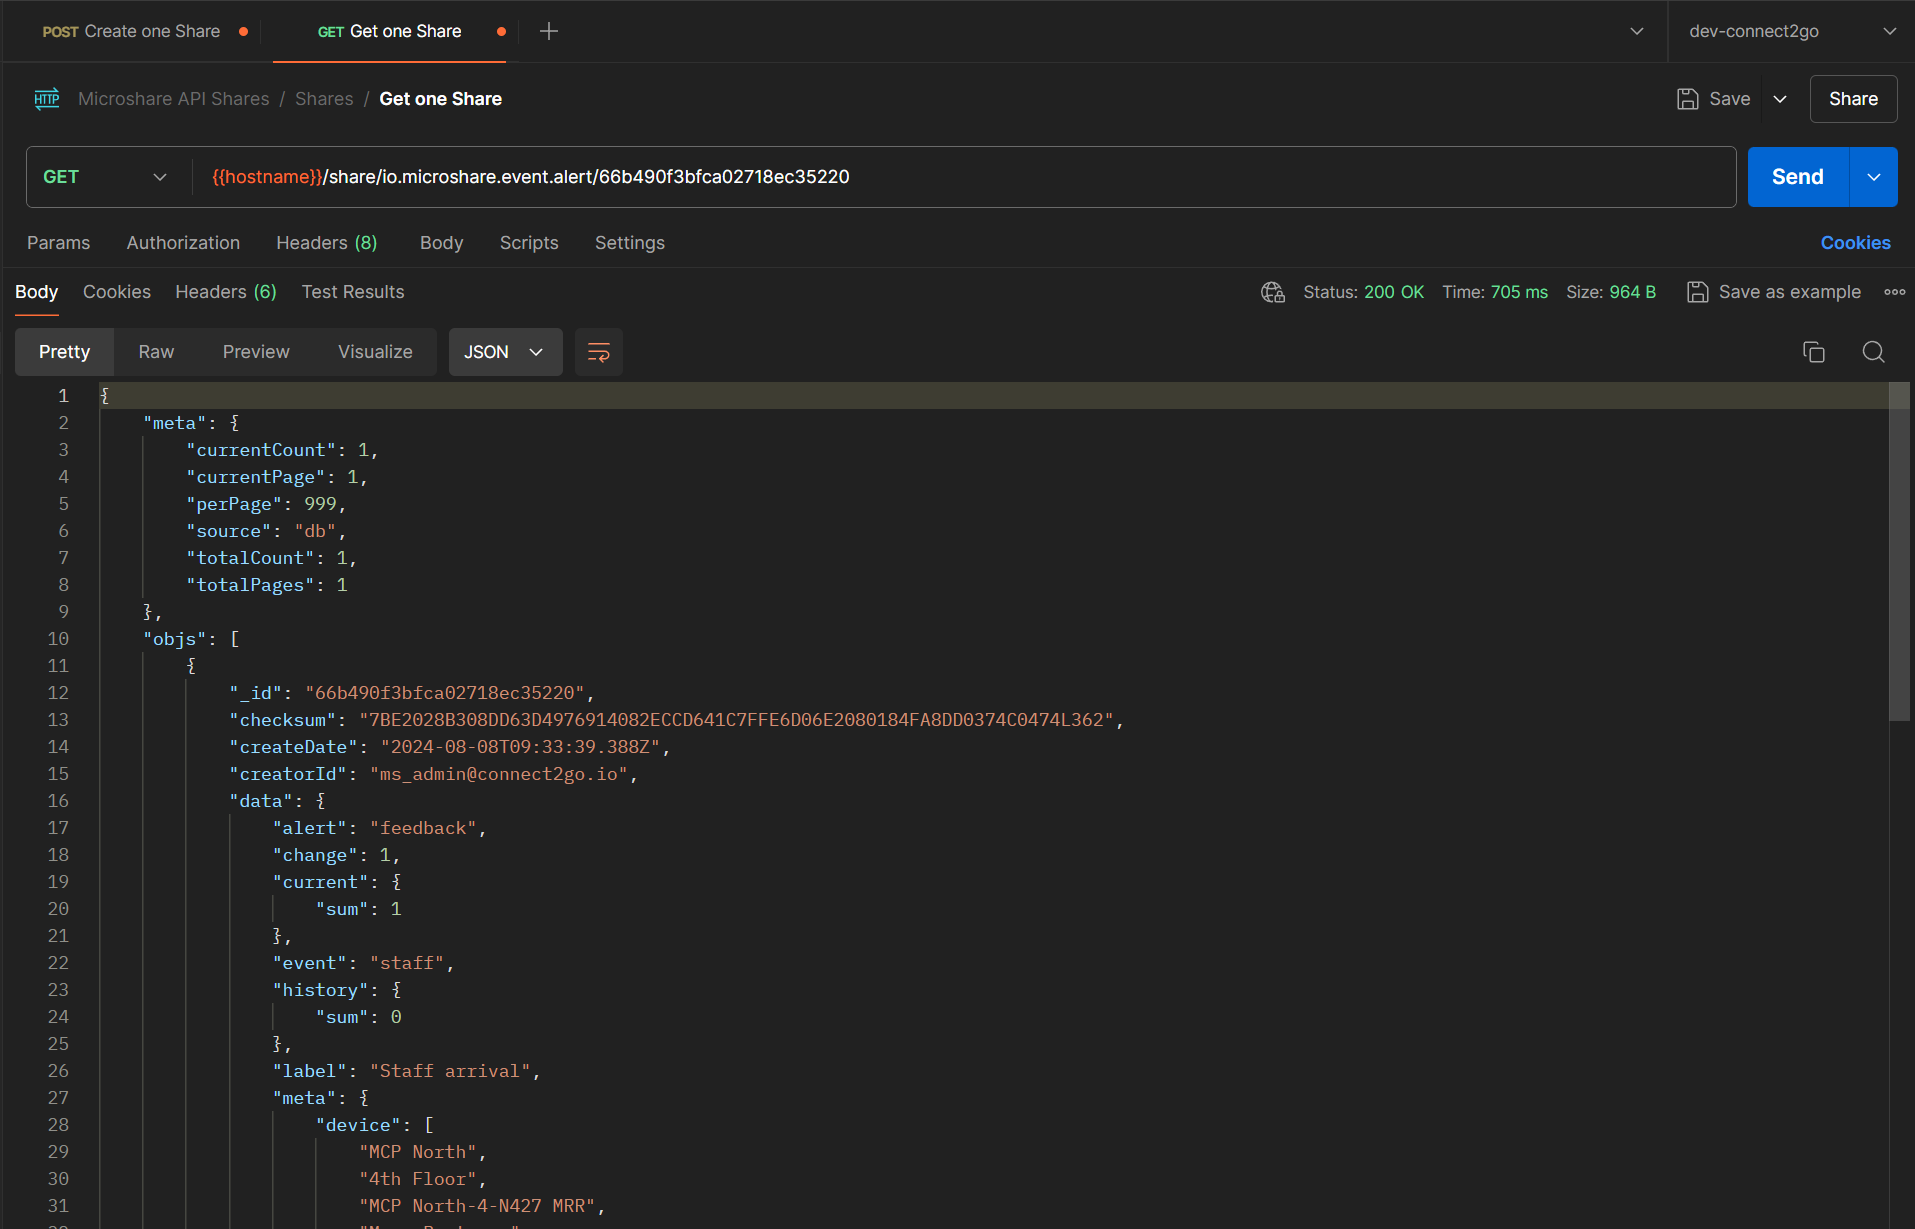 POST Create one Share
GET Get one Share
dev-connect2go
HTTP Microshare API Shares / Shares / Get one Share
Save
Share
GET
{{hostname}}/share/io.microshare.event.alert/66b490f3bfca02718ec35220
Send
Params Authorization Headers (8) Body Scripts Settings
Cookies
Body Cookies Headers (6) Test Results
Status: 200 OK Time: 705 ms Size: 964 B
Save as example
Pretty Raw Preview Visualize JSON
1 {
2 "meta": {
3 "currentCount": 1,
4 "currentPage": 1,
5 "perPage": 999,
6 "source": "db",
7 "totalCount": 1,
8 "totalPages": 1
9 },
10 "objs": [
11 {
12 "_id": "66b490f3bfca02718ec35220",
13 "checksum": "7BE2028B308DD63D4976914082ECCD641C7FFE6D06E2080184FA8DD0374C0474L362",
14 "createDate": "2024-08-08T09:33:39.388Z",
15 "creatorId": "ms_admin@connect2go.io",
16 "data": {
17 "alert": "feedback",
18 "change": 1,
19 "current": {
20 "sum": 1
21 },
22 "event": "staff",
23 "history": {
24 "sum": 0
25 },
26 "label": "Staff arrival",
27 "meta": {
28 "device": [
29 "MCP North",
30 "4th Floor",
31 "MCP North-4-N427 MRR",